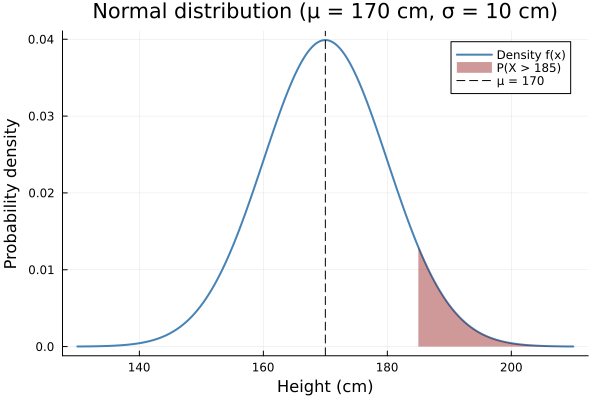 Normal distribution (μ = 170 cm, σ = 10 cm)
Density f(x)
P(X > 185)
μ = 170
Probability density
0.04
0.03
0.02
0.01
0.0
140 160 180 200
Height (cm)